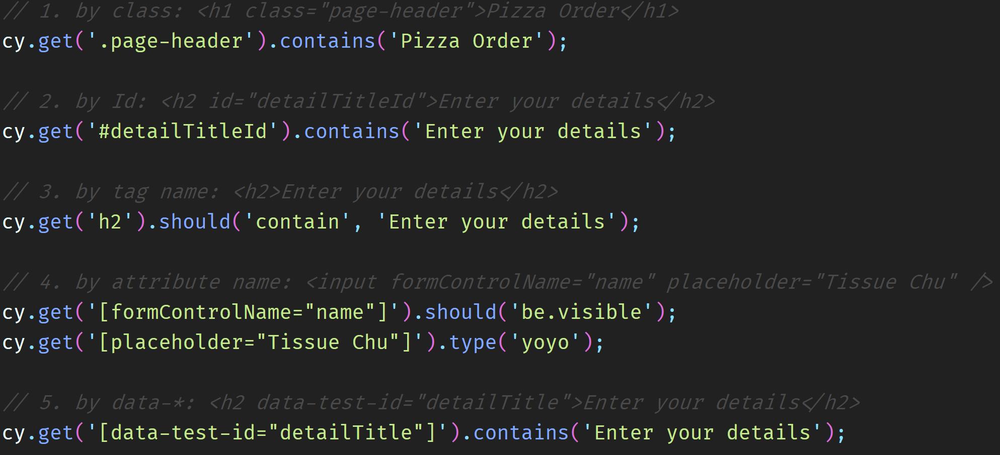 // 1. by class: <h1 class="page-header">Pizza Order</h1>
cy.get('.page-header').contains('Pizza Order');
// 2. by Id: <h2 id="detailTitleId">Enter your details</h2>
cy.get('#detailTitleId').contains('Enter your details');
// 3. by tag name: <h2>Enter your details</h2>
cy.get('h2').should('contain', 'Enter your details');
// 4. by attribute name: <input formControlName="name" placeholder="Tissue Chu" />
cy.get('[formControlName="name"]').should('be.visible');
cy.get('[placeholder="Tissue Chu"]').type('yoyo');
// 5. by data-*: <h2 data-test-id="detailTitle">Enter your details</h2>
cy.get('[data-test-id="detailTitle"]').contains('Enter your details');